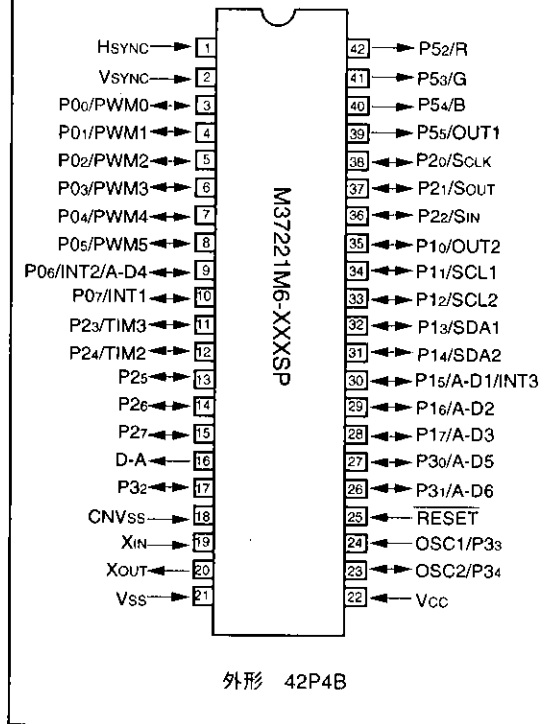 HSYNC 1 42 P52/R
VSYNC 2 41 P53/G
P00/PWM0 3 40 P54/B
P01/PWM1 4 39 P55/OUT1
P02/PWM2 5 38 P20/SCLK
P03/PWM3 6 37 P21/SOUT
P04/PWM4 7 36 P22/SIN
P05/PWM5 8 35 P10/OUT2
P06/INT2/A-D4 9 34 P11/SCL1
P07/INT1 10 33 P12/SCL2
P23/TIM3 11 32 P13/SDA1
P24/TIM2 12 31 P14/SDA2
P25 13 30 P15/A-D1/INT3
P26 14 29 P16/A-D2
P27 15 28 P17/A-D3
D-A 16 27 P30/A-D5
P32 17 26 P31/A-D6
CNVSS 18 25 RESET
XIN 19 24 OSC1/P33
XOUT 20 23 OSC2/P34
VSS 21 22 VCC
M37221M6-XXXSP
外形 42P4B